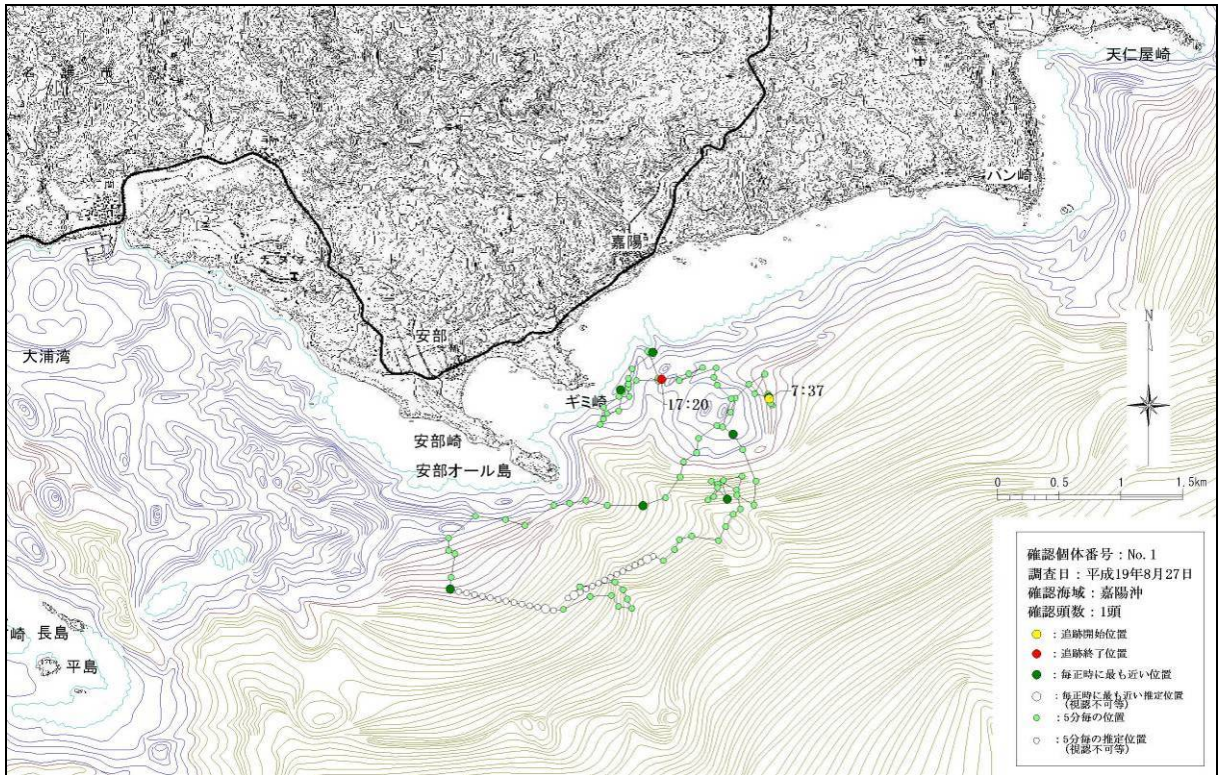 天仁屋崎
バン崎
嘉陽
安部
大浦湾
ギミ崎
17:20
7:37
安部崎
安部オール島
N
0 0.5 1 1.5km
崎
長島
平島
確認個体番号:No.1
調査日:平成19年8月27日
確認海域:嘉陽沖
確認頭数:1頭
:追跡開始位置
:追跡終了位置
:毎正時に最も近い位置
:毎正時に最も近い推定位置
(視認不可等)
:5分毎の位置
:5分毎の推定位置
(視認不可等)